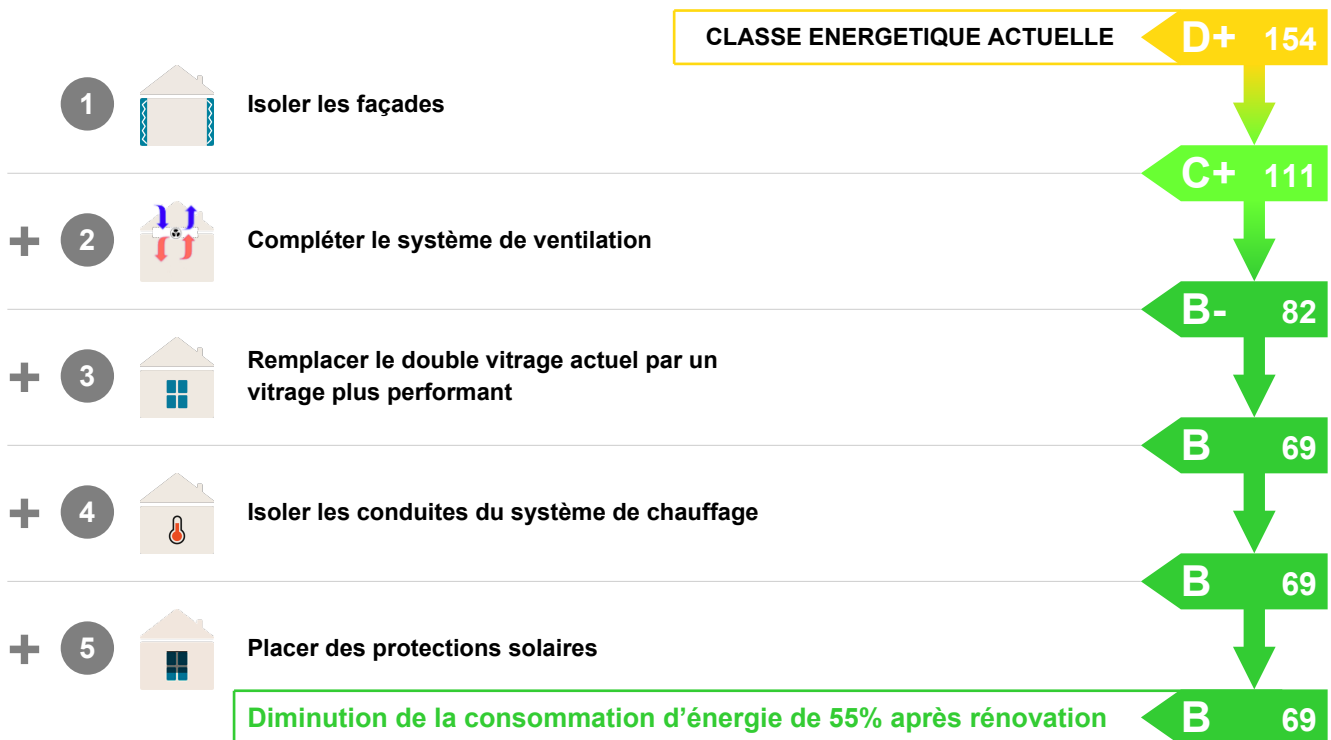 CLASSE ENERGETIQUE ACTUELLE D+ 154
1 Isoler les façades
C+ 111
+ 2 Compléter le système de ventilation
B- 82
+ 3 Remplacer le double vitrage actuel par un
vitrage plus performant
B 69
+ 4 Isoler les conduites du système de chauffage
B 69
+ 5 Placer des protections solaires
Diminution de la consommation d’énergie de 55% après rénovation B 69